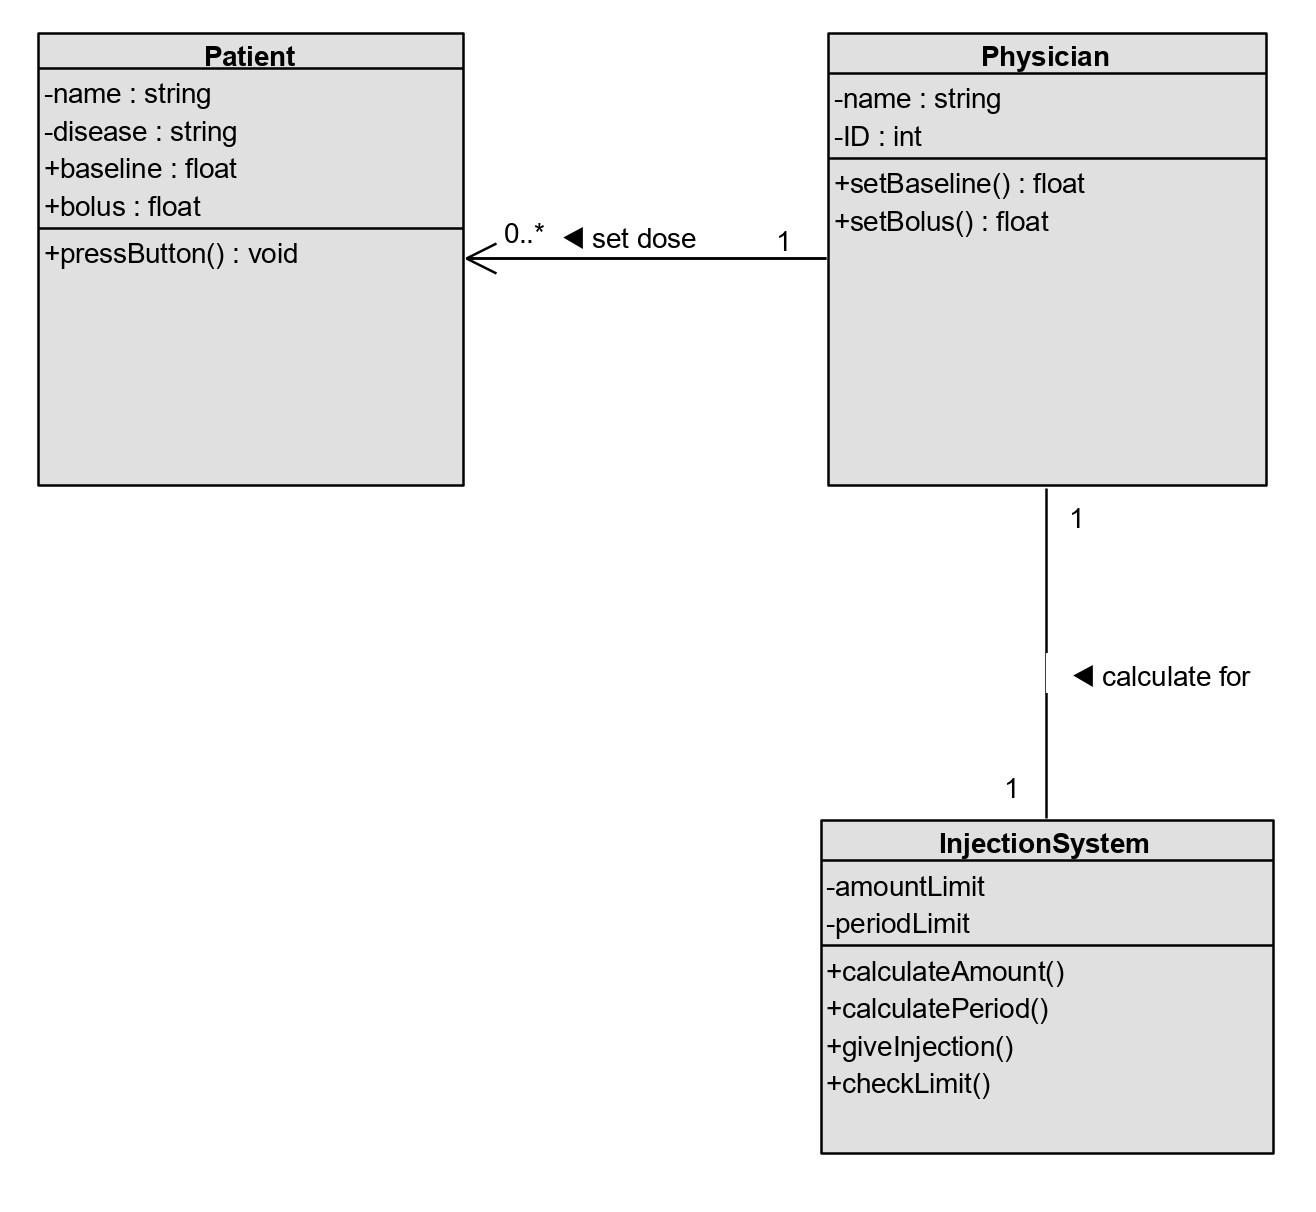 Patient
-name : string
-disease : string
+baseline : float
+bolus : float
+pressButton() : void
0..*
◀ set dose
1
Physician
-name : string
-ID : int
+setBaseline() : float
+setBolus() : float
1
◀ calculate for
1
InjectionSystem
-amountLimit
-periodLimit
+calculateAmount()
+calculatePeriod()
+giveInjection()
+checkLimit()